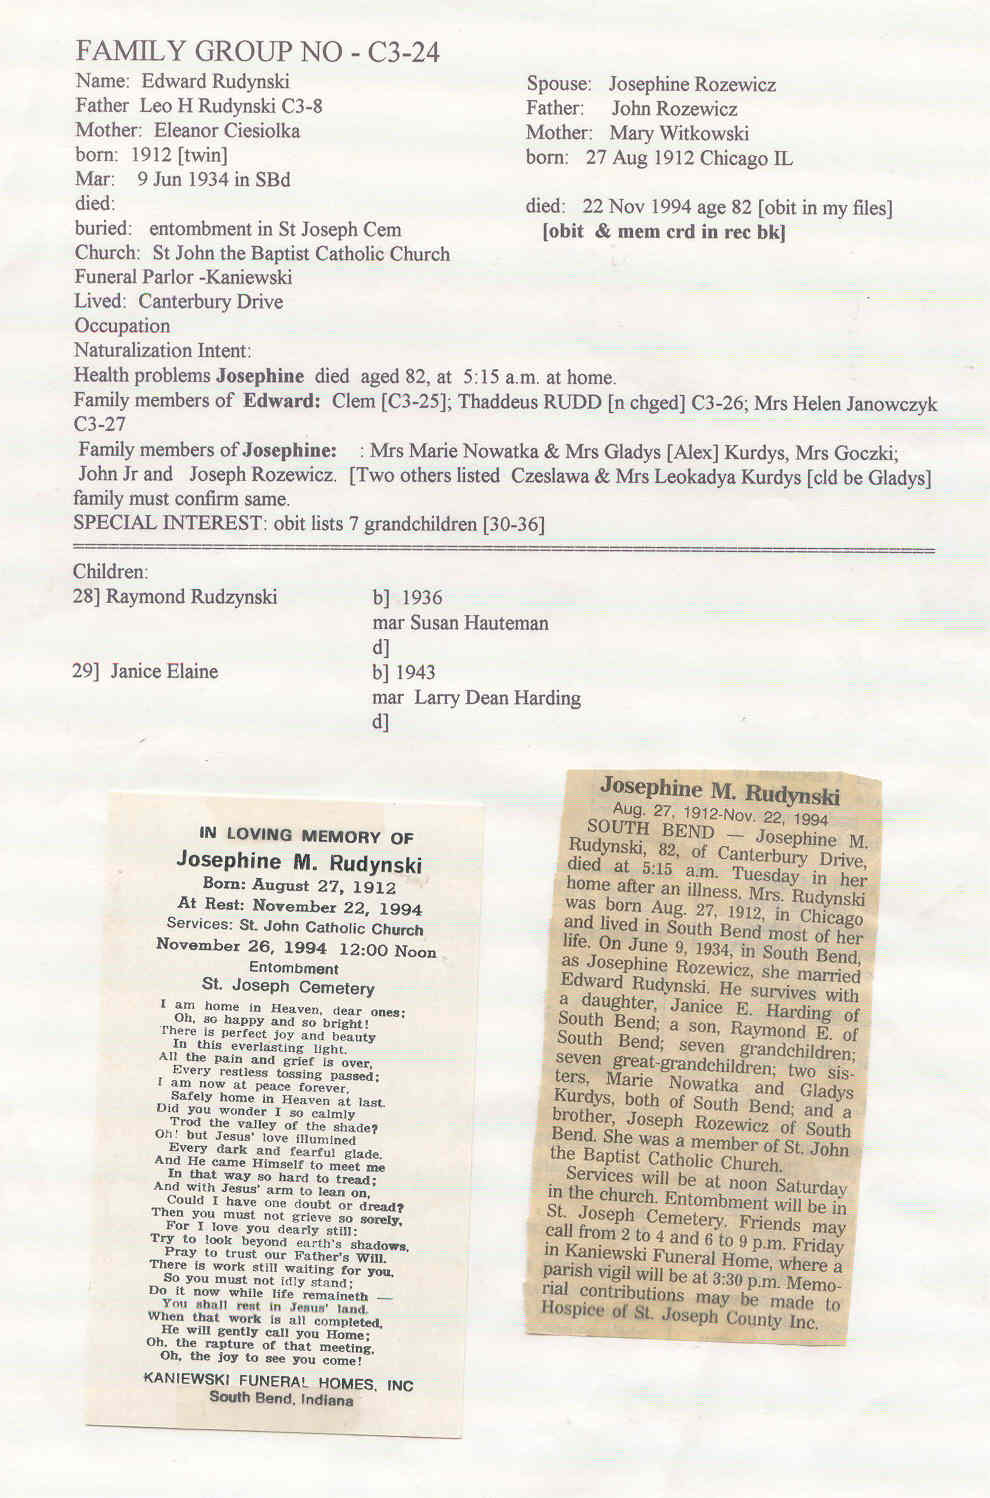 FAMILY GROUP NO - C3-24
Name: Edward Rudynski
Father Leo H Rudynski C3-8
Mother: Eleanor Ciesiolka
born: 1912 [twin]
Mar: 9 Jun 1934 in SBd
died:
buried: entombment in St Joseph Cem
Church: St John the Baptist Catholic Church
Funeral Parlor -Kaniewski
Lived: Canterbury Drive
Occupation
Naturalization Intent:
Spouse: Josephine Rozewicz
Father: John Rozewicz
Mother: Mary Witkowski
born: 27 Aug 1912 Chicago IL
died: 22 Nov 1994 age 82 [obit in my files]
[obit & mem crd in rec bk]
Health problems Josephine died aged 82, at 5:15 a.m. at home.
Family members of Edward: Clem [C3-25]; Thaddeus RUDD [n chged] C3-26; Mrs Helen Janowczyk
C3-27
Family members of Josephine: : Mrs Marie Nowatka & Mrs Gladys [Alex] Kurdys, Mrs Goczki;
John Jr and Joseph Rozewicz. [Two others listed Czeslawa & Mrs Leokadya Kurdys [cld be Gladys]
family must confirm same.
SPECIAL INTEREST: obit lists 7 grandchildren [30-36]
Children:
28] Raymond Rudzynski b] 1936
mar Susan Hauteman
d]
29] Janice Elaine b] 1943
mar Larry Dean Harding
d]
IN LOVING MEMORY OF
Josephine M. Rudynski
Born: August 27, 1912
At Rest: November 22, 1994
Services: St. John Catholic Church
November 26, 1994 12:00 Noon
Entombment
St. Joseph Cemetery
I am home in Heaven, dear ones;
Oh, so happy and so bright!
There is perfect joy and beauty
In this everlasting light.
All the pain and grief is over,
Every restless tossing passed;
I am now at peace forever,
Safely home in Heaven at last.
Did you wonder I so calmly
Trod the valley of the shade?
Oh! but Jesus' love illumined
Every dark and fearful glade.
And He came Himself to meet me
In that way so hard to tread;
And with Jesus' arm to lean on,
Could I have one doubt or dread?
Then you must not grieve so sorely,
For I love you dearly still:
Try to look beyond earth's shadows,
Pray to trust our Father's Will.
There is work still waiting for you,
So you must not idly stand;
Do it now while life remaineth —
You shall rest in Jesus' land.
When that work is all completed,
He will gently call you Home;
Oh, the rapture of that meeting,
Oh, the joy to see you come!
KANIEWSKI FUNERAL HOMES, INC
South Bend, Indiana
Josephine M. Rudynski
Aug. 27, 1912-Nov. 22, 1994
SOUTH BEND — Josephine M.
Rudynski, 82, of Canterbury Drive,
died at 5:15 a.m. Tuesday in her
home after an illness. Mrs. Rudynski
was born Aug. 27, 1912, in Chicago
and lived in South Bend most of her
life. On June 9, 1934, in South Bend,
as Josephine Rozewicz, she married
Edward Rudynski. He survives with
a daughter, Janice E. Harding of
South Bend; a son, Raymond E. of
South Bend; seven grandchildren;
seven great-grandchildren; two sis-
ters, Marie Nowatka and Gladys
Kurdys, both of South Bend; and a
brother, Joseph Rozewicz of South
Bend. She was a member of St. John
the Baptist Catholic Church.
Services will be at noon Saturday
in the church. Entombment will be in
St. Joseph Cemetery. Friends may
call from 2 to 4 and 6 to 9 p.m. Friday
in Kaniewski Funeral Home, where a
parish vigil will be at 3:30 p.m. Memo-
rial contributions may be made to
Hospice of St. Joseph County Inc.